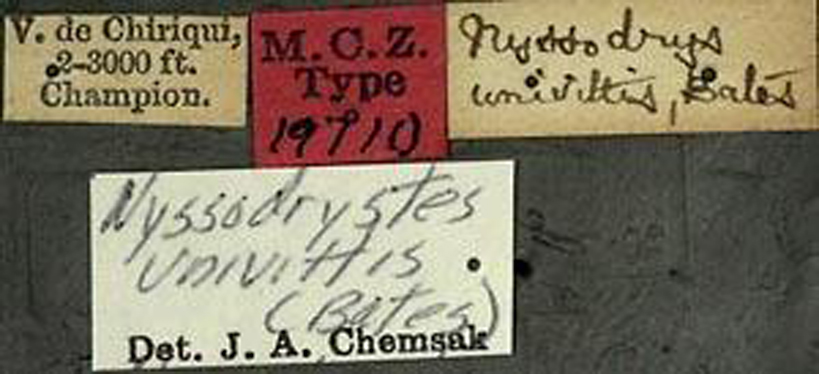 V. de Chiriqui,
2-3000 ft.
Champion.
M.C.Z.
Type
19710
Nyssodrys
univittis, Bates
Nyssodrystes
univittis
(Bates)
Det. J. A. Chemsak